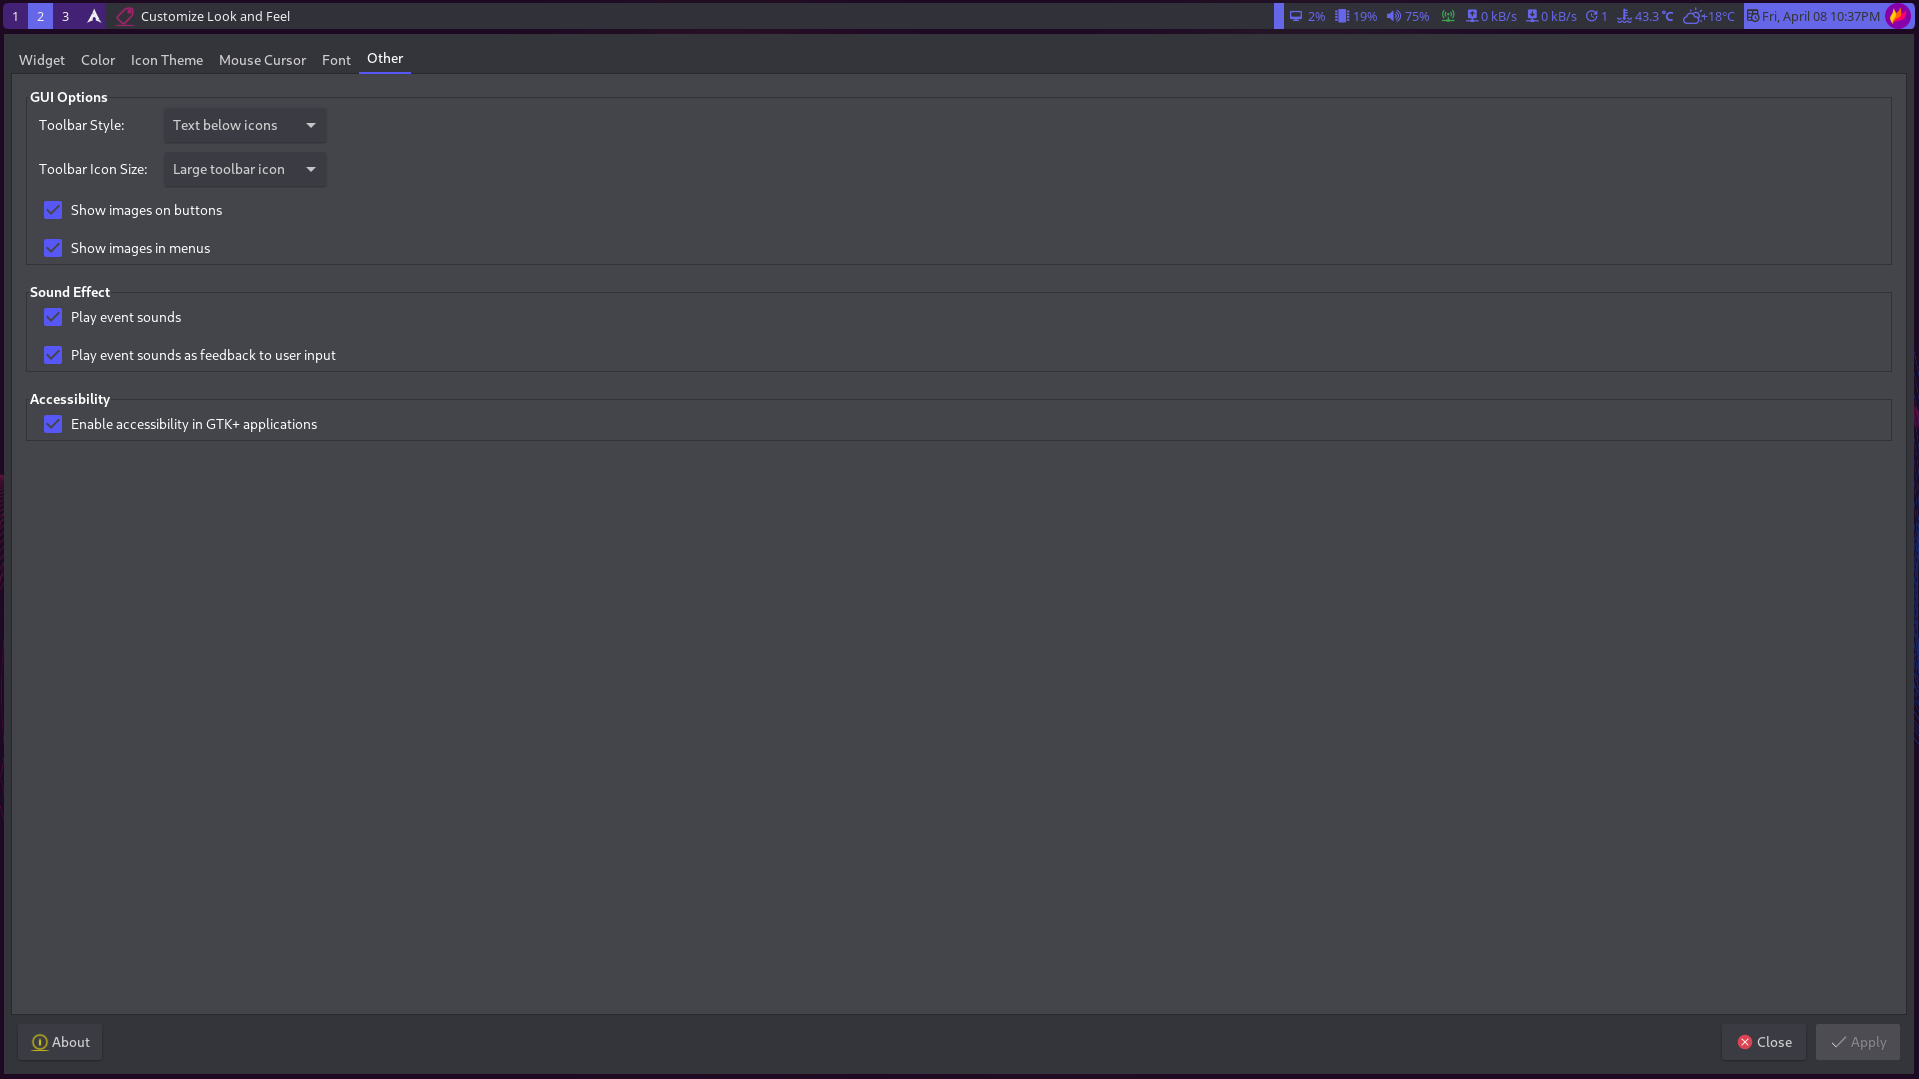 1 2 3 Customize Look and Feel 2% 19% 75% 0 kB/s 0 kB/s 1 43.3 °C +18°C Fri, April 08 10:37PM
Widget Color Icon Theme Mouse Cursor Font Other
GUI Options
Toolbar Style: Text below icons
Toolbar Icon Size: Large toolbar icon
Show images on buttons
Show images in menus
Sound Effect
Play event sounds
Play event sounds as feedback to user input
Accessibility
Enable accessibility in GTK+ applications
About Close Apply